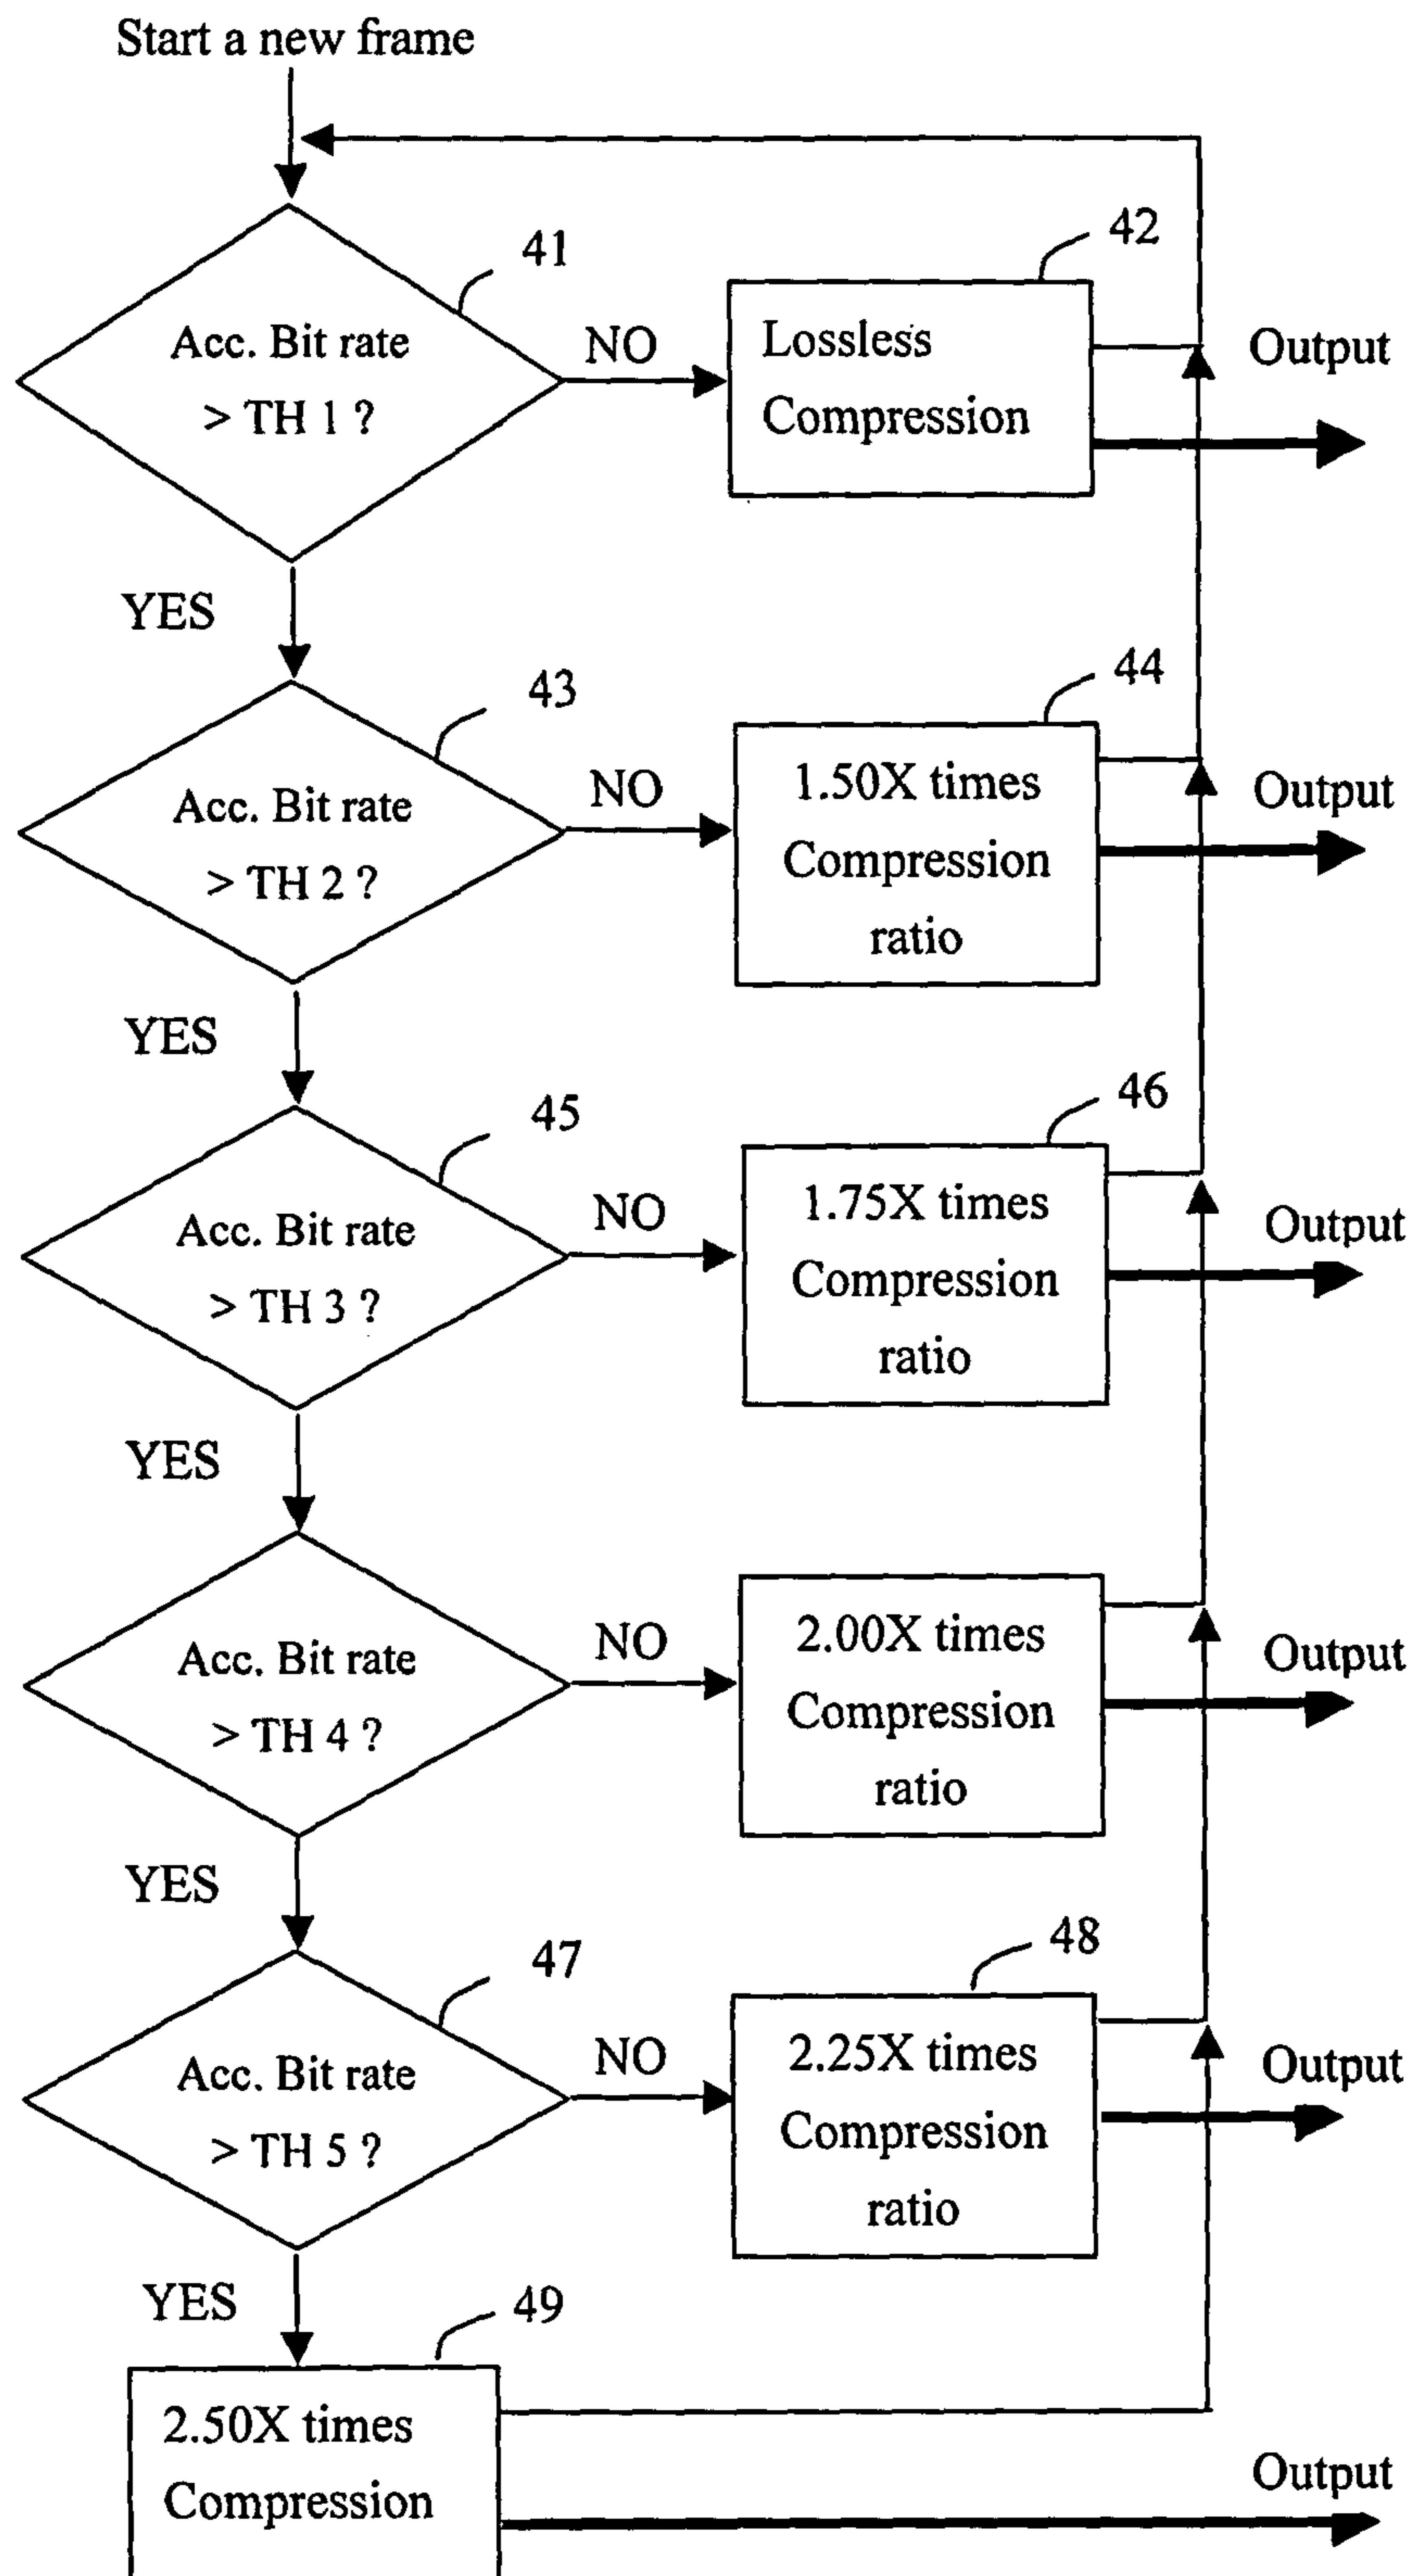 Start a new frame
41
42
Acc. Bit rate
> TH 1 ?
NO
Lossless
Compression
Output
YES
43
44
Acc. Bit rate
> TH 2 ?
NO
1.50X times
Compression
ratio
Output
YES
45
46
Acc. Bit rate
> TH 3 ?
NO
1.75X times
Compression
ratio
Output
YES
Acc. Bit rate
> TH 4 ?
NO
2.00X times
Compression
ratio
Output
YES
47
48
Acc. Bit rate
> TH 5 ?
NO
2.25X times
Compression
ratio
Output
YES
49
2.50X times
Compression
Output